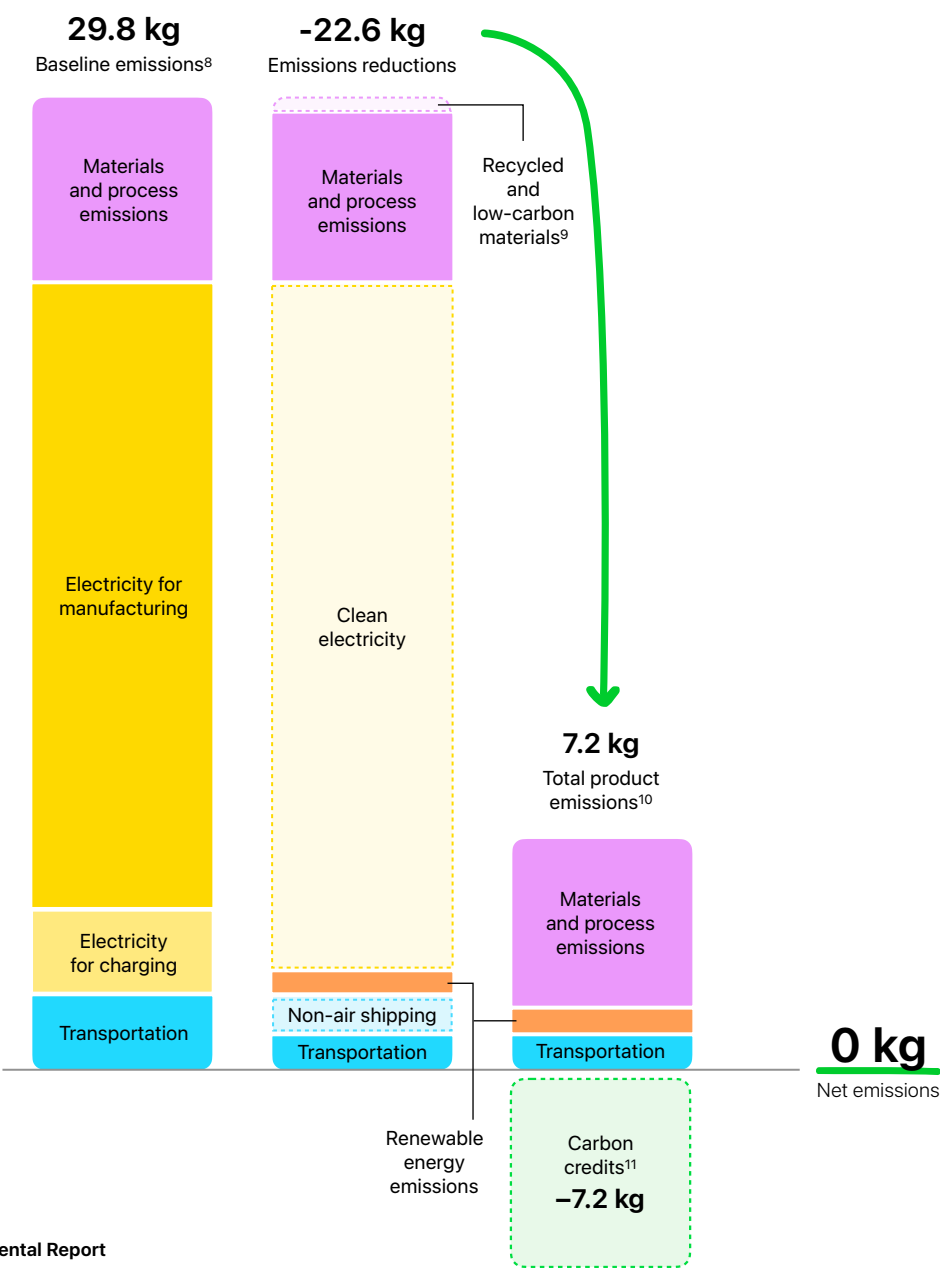 29.8 kg
Baseline emissions⁸
Materials
and process
emissions
Electricity for
manufacturing
Electricity
for charging
Transportation
-22.6 kg
Emissions reductions
Recycled
and
low-carbon
materials⁹
Materials
and process
emissions
Clean
electricity
Non-air shipping
Transportation
Renewable
energy
emissions
7.2 kg
Total product
emissions¹⁰
Materials
and process
emissions
Transportation
Carbon
credits¹¹
–7.2 kg
0 kg
Net emissions
Report